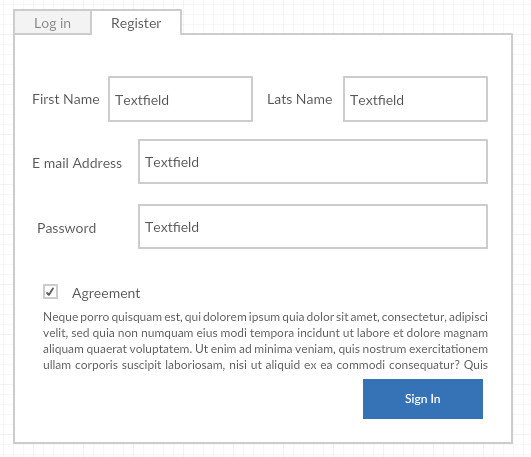 Log in
Register
First Name Textfield Lats Name Textfield
E mail Address Textfield
Password Textfield
Agreement
Neque porro quisquam est, qui dolorem ipsum quia dolor sit amet, consectetur, adipisci
velit, sed quia non numquam eius modi tempora incidunt ut labore et dolore magnam
aliquam quaerat voluptatem. Ut enim ad minima veniam, quis nostrum exercitationem
ullam corporis suscipit laboriosam, nisi ut aliquid ex ea commodi consequatur? Quis
Sign In